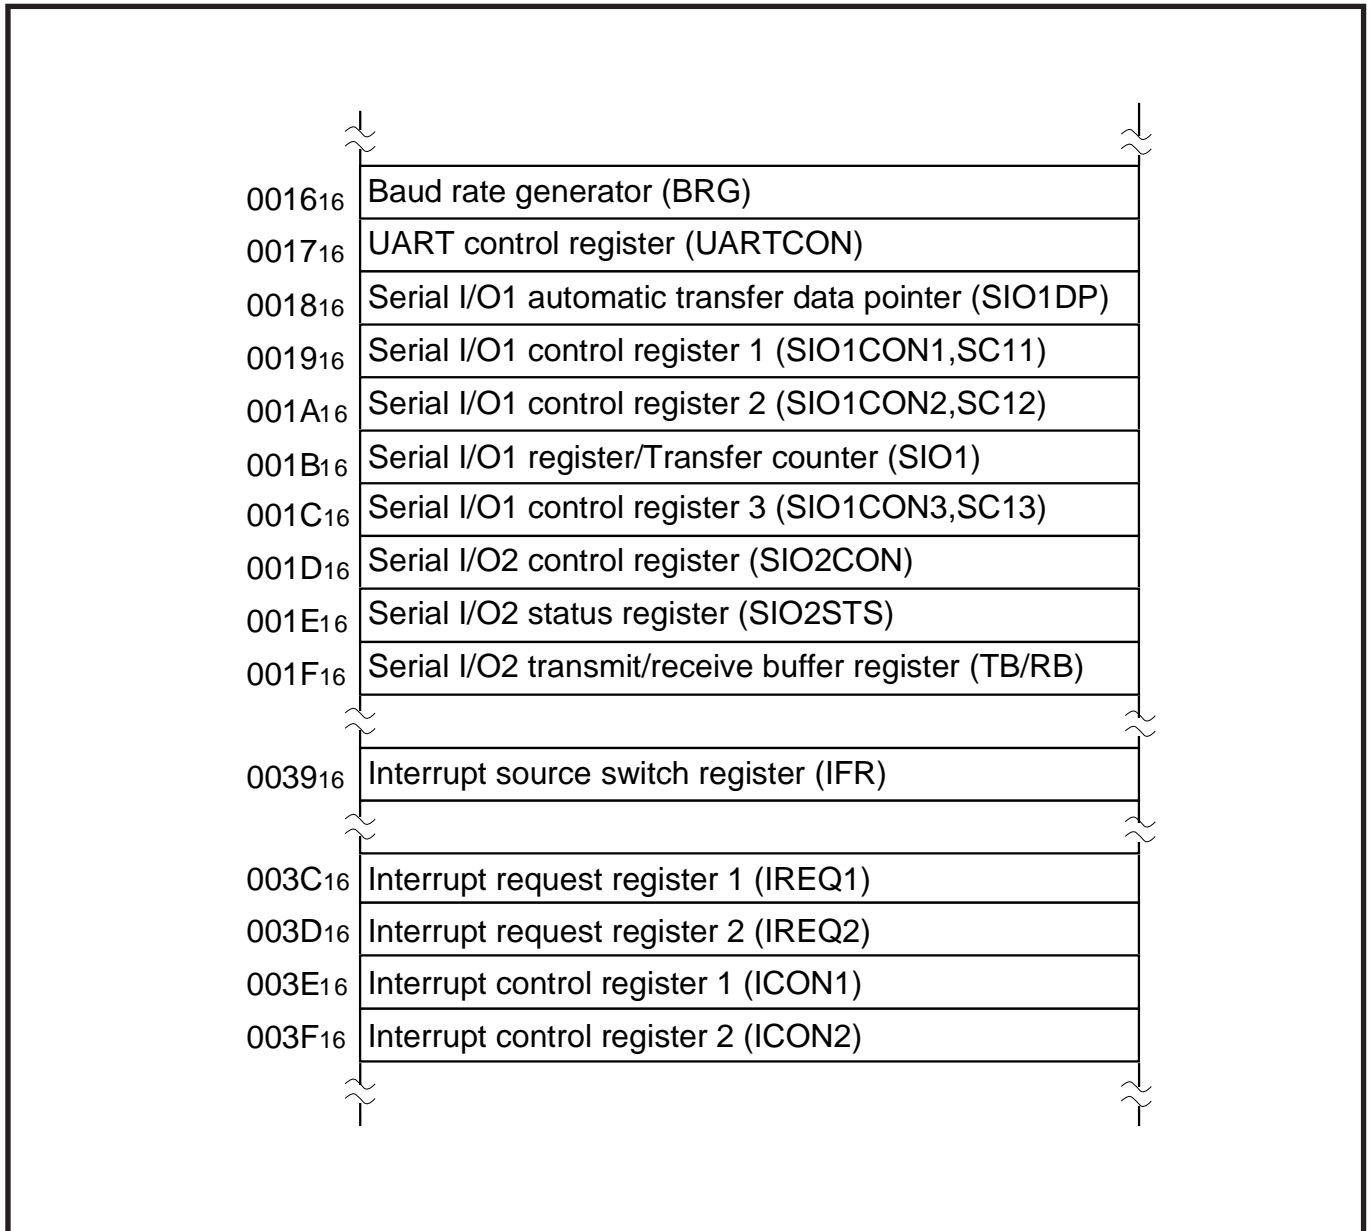 001616 Baud rate generator (BRG)
001716 UART control register (UARTCON)
001816 Serial I/O1 automatic transfer data pointer (SIO1DP)
001916 Serial I/O1 control register 1 (SIO1CON1,SC11)
001A16 Serial I/O1 control register 2 (SIO1CON2,SC12)
001B16 Serial I/O1 register/Transfer counter (SIO1)
001C16 Serial I/O1 control register 3 (SIO1CON3,SC13)
001D16 Serial I/O2 control register (SIO2CON)
001E16 Serial I/O2 status register (SIO2STS)
001F16 Serial I/O2 transmit/receive buffer register (TB/RB)
003916 Interrupt source switch register (IFR)
003C16 Interrupt request register 1 (IREQ1)
003D16 Interrupt request register 2 (IREQ2)
003E16 Interrupt control register 1 (ICON1)
003F16 Interrupt control register 2 (ICON2)